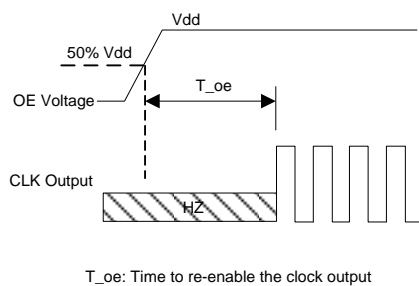 Vdd
50% Vdd
T_oe
OE Voltage
CLK Output
HZ
T_oe: Time to re-enable the clock output